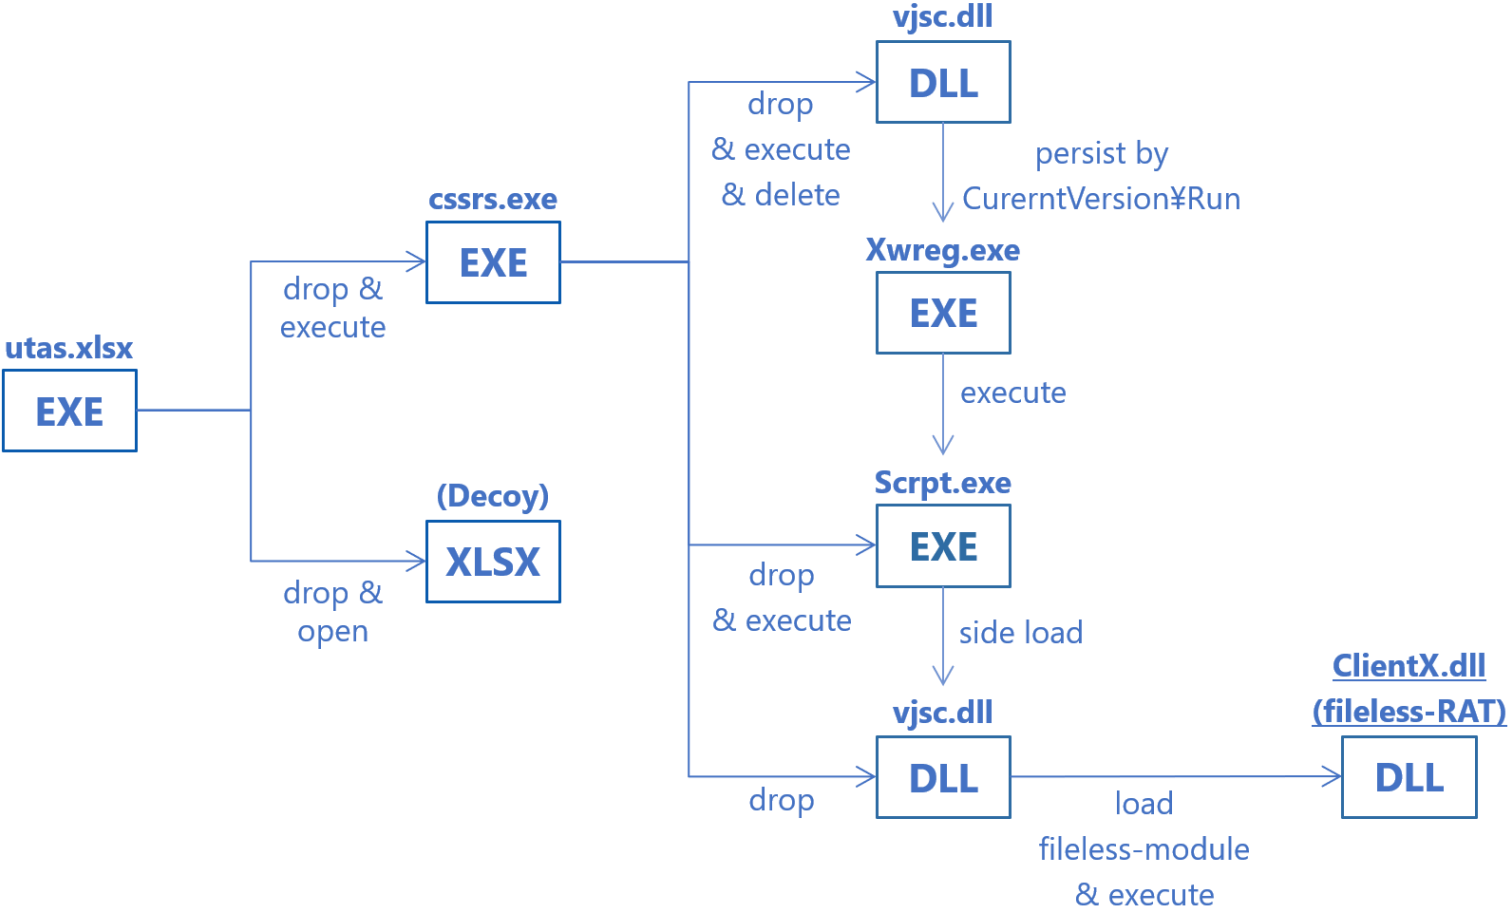 utas.xlsx
EXE
drop &
execute
cssrs.exe
EXE
drop &
open
(Decoy)
XLSX
drop
& execute
& delete
vjsc.dll
DLL
persist by
CurerntVersion¥Run
Xwreg.exe
EXE
execute
drop
& execute
Scrpt.exe
EXE
side load
drop
vjsc.dll
DLL
load
fileless-module
& execute
ClientX.dll
(fileless-RAT)
DLL